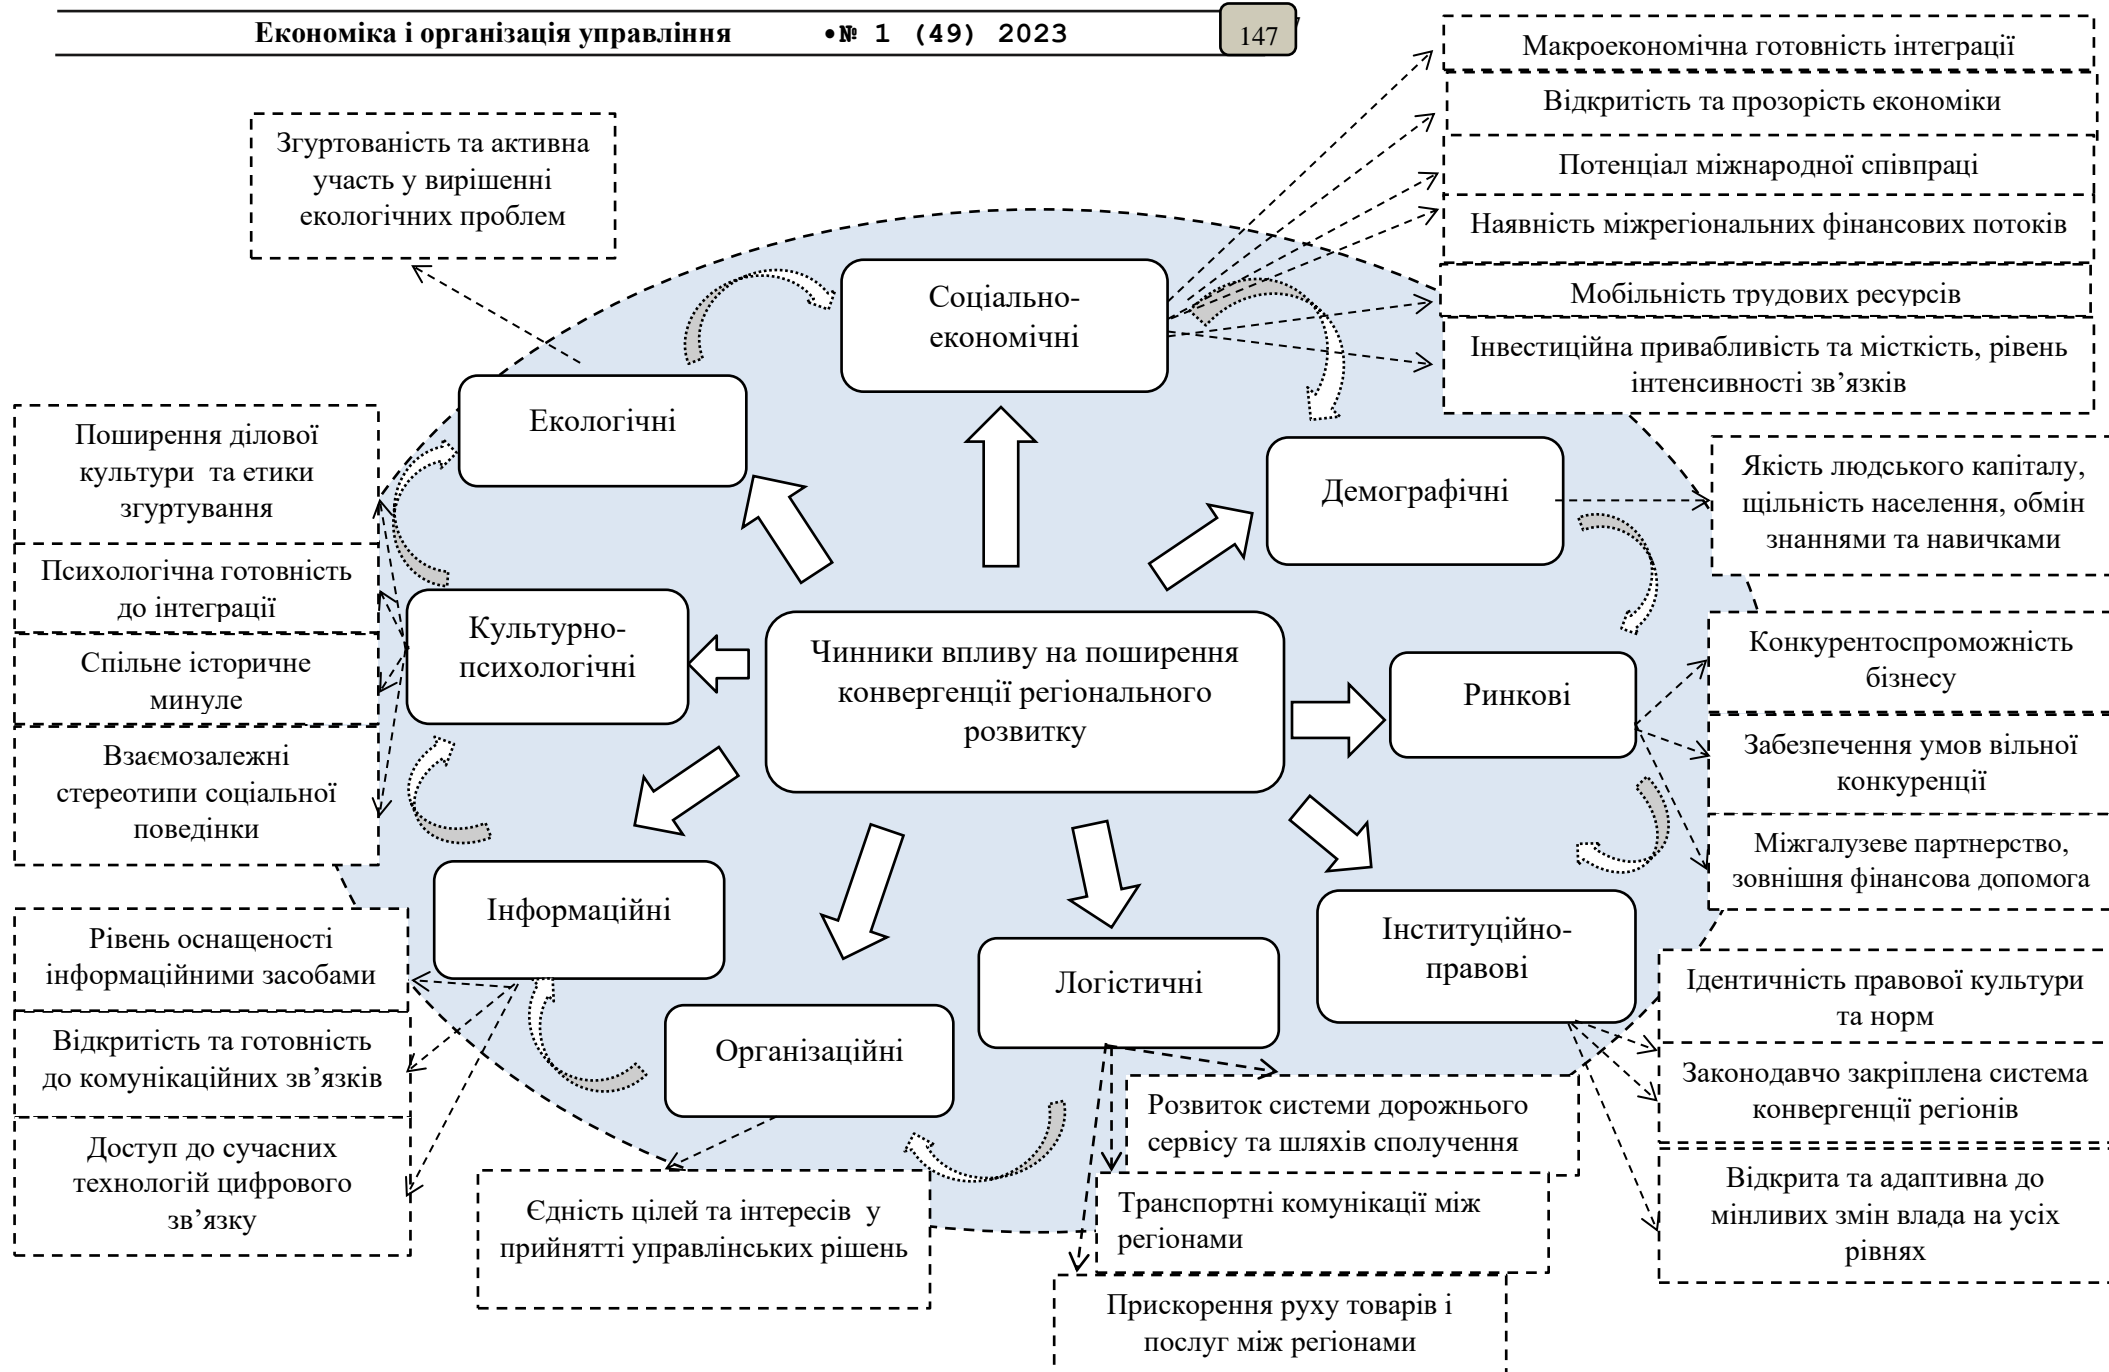 Економіка і організація управління •№ 1 (49) 2023 147
Макроекономічна готовність інтеграції
Відкритість та прозорість економіки
Потенціал міжнародної співпраці
Наявність міжрегіональних фінансових потоків
Мобільність трудових ресурсів
Інвестиційна привабливість та місткість, рівень
інтенсивності зв’язків
Згуртованість та активна
участь у вирішенні
екологічних проблем
Соціально-
економічні
Екологічні
Демографічні
Поширення ділової
культури та етики
згуртування
Психологічна готовність
до інтеграції
Спільне історичне
минуле
Взаємозалежні
стереотипи соціальної
поведінки
Якість людського капіталу,
щільність населення, обмін
знаннями та навичками
Культурно-
психологічні
Чинники впливу на поширення
конвергенції регіонального
розвитку
Ринкові
Конкурентоспроможність
бізнесу
Забезпечення умов вільної
конкуренції
Міжгалузеве партнерство,
зовнішня фінансова допомога
Інформаційні
Організаційні
Логістичні
Інституційно-
правові
Рівень оснащеності
інформаційними засобами
Відкритість та готовність
до комунікаційних зв’язків
Доступ до сучасних
технологій цифрового
зв’язку
Єдність цілей та інтересів у
прийнятті управлінських рішень
Розвиток системи дорожнього
сервісу та шляхів сполучення
Транспортні комунікації між
регіонами
Прискорення руху товарів і
послуг між регіонами
Ідентичність правової культури
та норм
Законодавчо закріплена система
конвергенції регіонів
Відкрита та адаптивна до
мінливих змін влада на усіх
рівнях